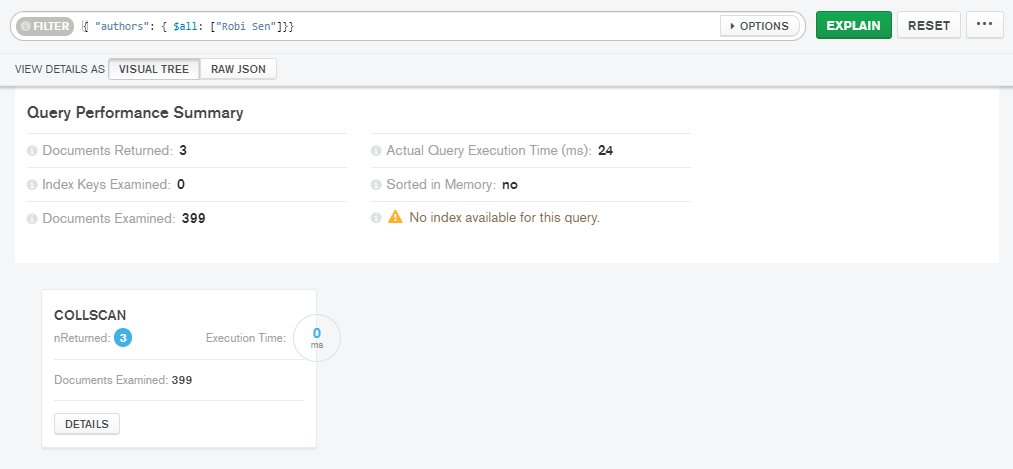 FILTER { "authors": { $all: ["Robi Sen"]}} OPTIONS EXPLAIN RESET ···
VIEW DETAILS AS VISUAL TREE RAW JSON
Query Performance Summary
Documents Returned: 3 Actual Query Execution Time (ms): 24
Index Keys Examined: 0 Sorted in Memory: no
Documents Examined: 399 No index available for this query.
COLLSCAN
nReturned: 3 Execution Time: 0 ms
Documents Examined: 399
DETAILS